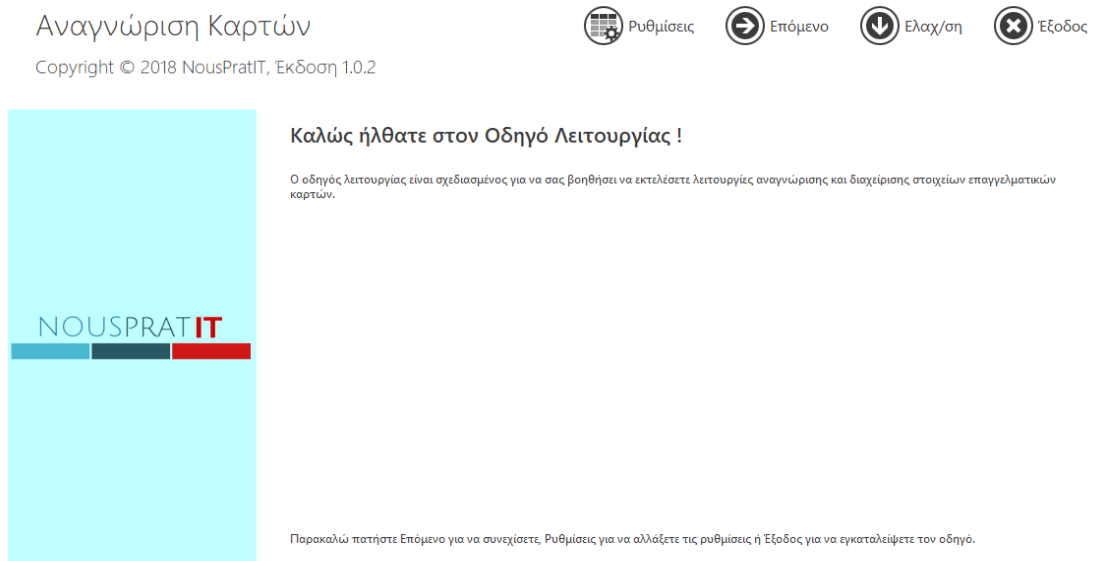 Αναγνώριση Καρτών
Ρυθμίσεις
Επόμενο
Ελαχ/ση
Έξοδος
Copyright © 2018 NousPratIT, Έκδοση 1.0.2
NOUSPRATIT
Καλώς ήλθατε στον Οδηγό Λειτουργίας !
Ο οδηγός λειτουργίας είναι σχεδιασμένος για να σας βοηθήσει να εκτελέσετε λειτουργίες αναγνώρισης και διαχείρισης στοιχείων επαγγελματικών
καρτών.
Παρακαλώ πατήστε Επόμενο για να συνεχίσετε, Ρυθμίσεις για να αλλάξετε τις ρυθμίσεις ή Έξοδος για να εγκαταλείψετε τον οδηγό.